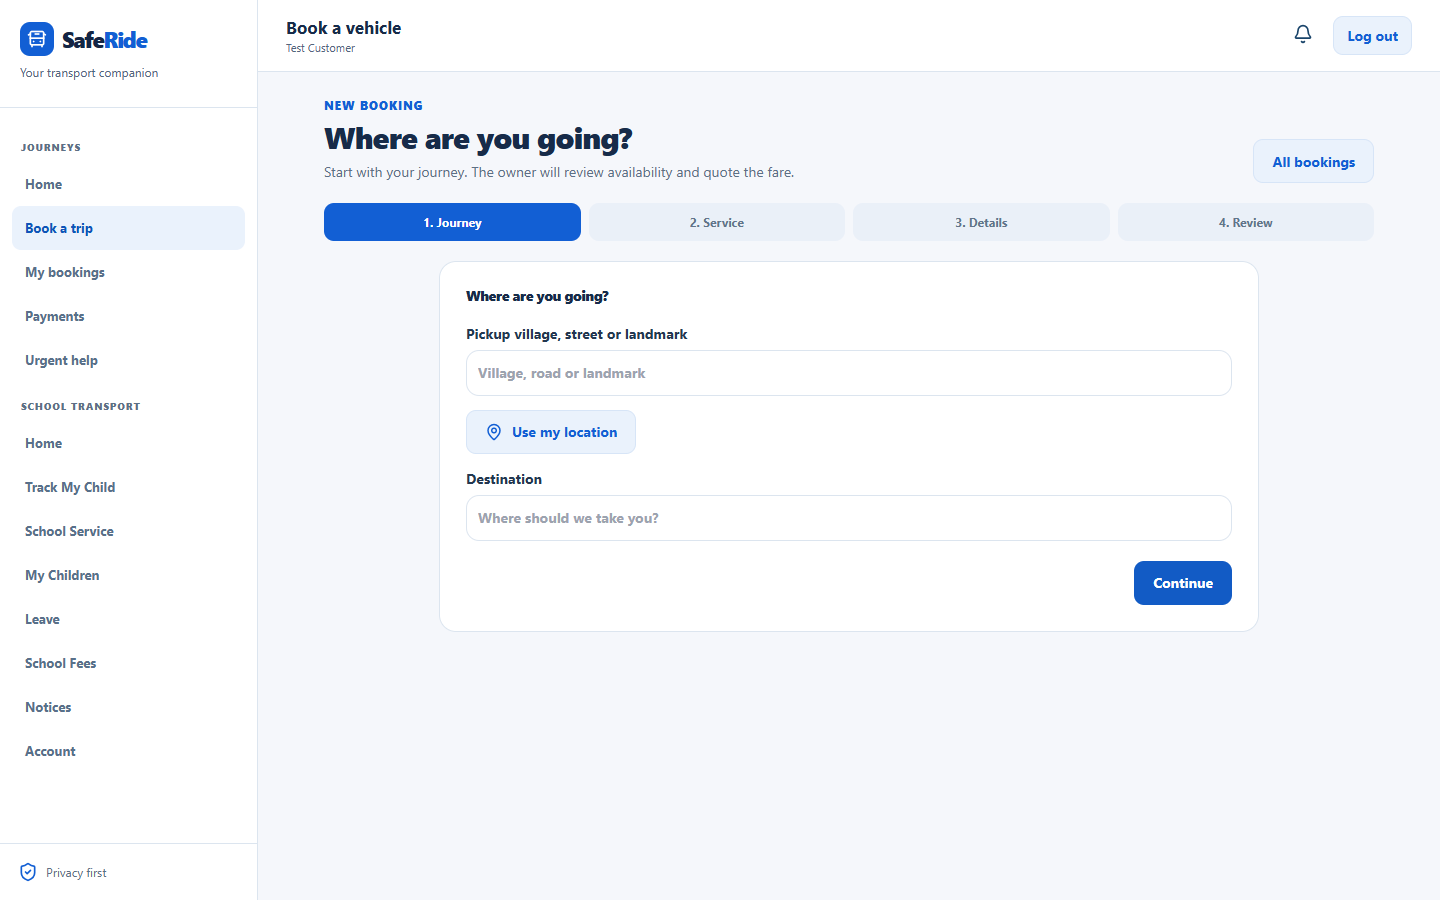 SafeRide
Your transport companion
JOURNEYS
Home
Book a trip
My bookings
Payments
Urgent help
SCHOOL TRANSPORT
Home
Track My Child
School Service
My Children
Leave
School Fees
Notices
Account
Privacy first
Book a vehicle
Test Customer
Log out
NEW BOOKING
Where are you going?
Start with your journey. The owner will review availability and quote the fare.
All bookings
1. Journey
2. Service
3. Details
4. Review
Where are you going?
Pickup village, street or landmark
Village, road or landmark
Use my location
Destination
Where should we take you?
Continue